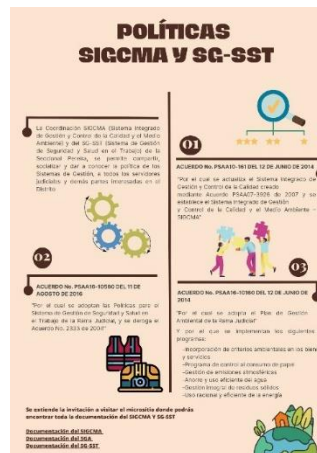 POLÍTICAS
SIGCMA Y SG-SST
La Coordinación SIGCMA (Sistema Integrado
de Gestión y Control de la Calidad y el Medio
Ambiente) y del SG-SST (Sistema de Gestión
de Seguridad y Salud en el Trabajo) de la
Seccional Pereira, se permite compartir,
socializar y dar a conocer la política de los
Sistemas de Gestión, a todos los servidores
judiciales y demás partes interesadas en el
Distrito
01
ACUERDO No. PSAA10-161 DEL 12 DE JUNIO DE 2014
"Por el cual se actualiza el Sistema Integrado de
Gestión y Control de la Calidad creado
mediante Acuerdo PSAA07-3926 de 2007 y se
establece el Sistema Integrado de Gestión
y Control de la Calidad y el Medio Ambiente –
SIGCMA"
02
ACUERDO No. PSAA16-10560 DEL 11 DE
AGOSTO DE 2016
"Por el cual se adoptan las Políticas para el
Sistema de Gestión de Seguridad y Salud en
el Trabajo de la Rama Judicial, y se deroga el
Acuerdo No. 2333 de 2004"
03
ACUERDO No. PSAA14-10160 DEL 12 DE JUNIO DE
2014
"Por el cual se adopta el Plan de Gestión
Ambiental de la Rama Judicial"
Y por el que se implementan los siguientes
programas:
-Incorporación de criterios ambientales en los bienes
y servicios
-Programa de control al consumo de papel
-Gestión de emisiones atmosféricas
-Ahorro y uso eficiente del agua
-Gestión integral de residuos sólidos
-Uso racional y eficiente de la energía
Se extiende la invitación a visitar el micrositio donde podrás
encontrar toda la documentación del SIGCMA Y SG-SST
Documentación del SIGCMA
Documentación del SGA
Documentación del SG-SST